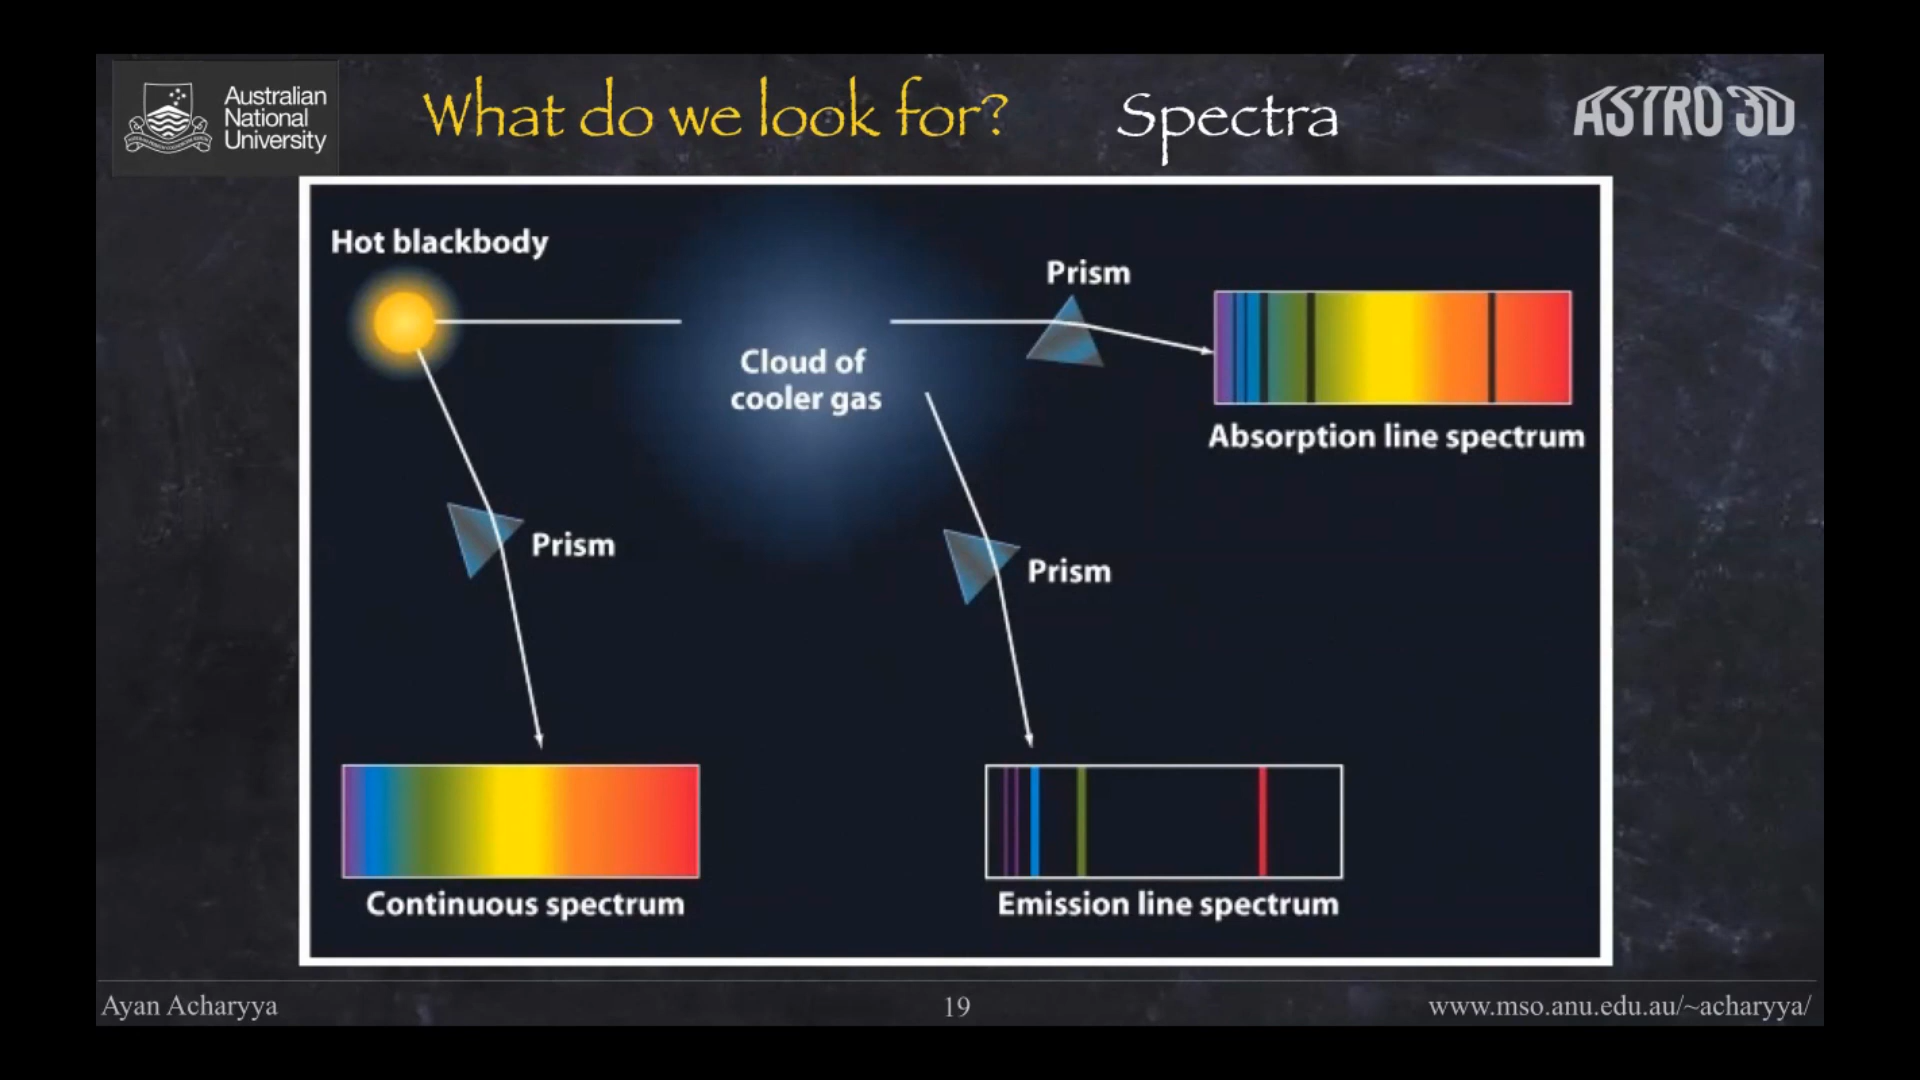 Australian
National
University
What do we look for?
Spectra
ASTRO 3D
Hot blackbody
Prism
Cloud of
cooler gas
Absorption line spectrum
Prism
Prism
Continuous spectrum
Emission line spectrum
Ayan Acharyya
19
www.mso.anu.edu.au/~acharyya/